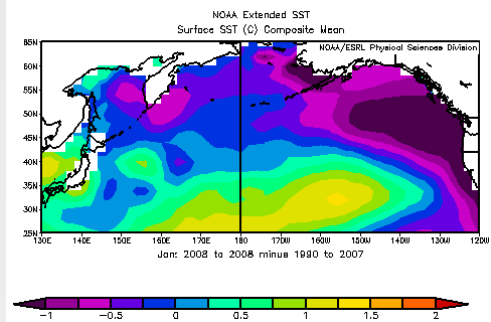 NOAA Extended SST
Surface SST (C) Composite Mean
NOAA/ESRL Physical Sciences Division
65N
60N
55N
50N
45N
40N
35N
30N
25N
130E 140E 150E 160E 170E 180 170W 160W 150W 140W 130W 120W
Jan: 2008 to 2008 minus 1990 to 2007
-1 -0.5 0 0.5 1 1.5 2